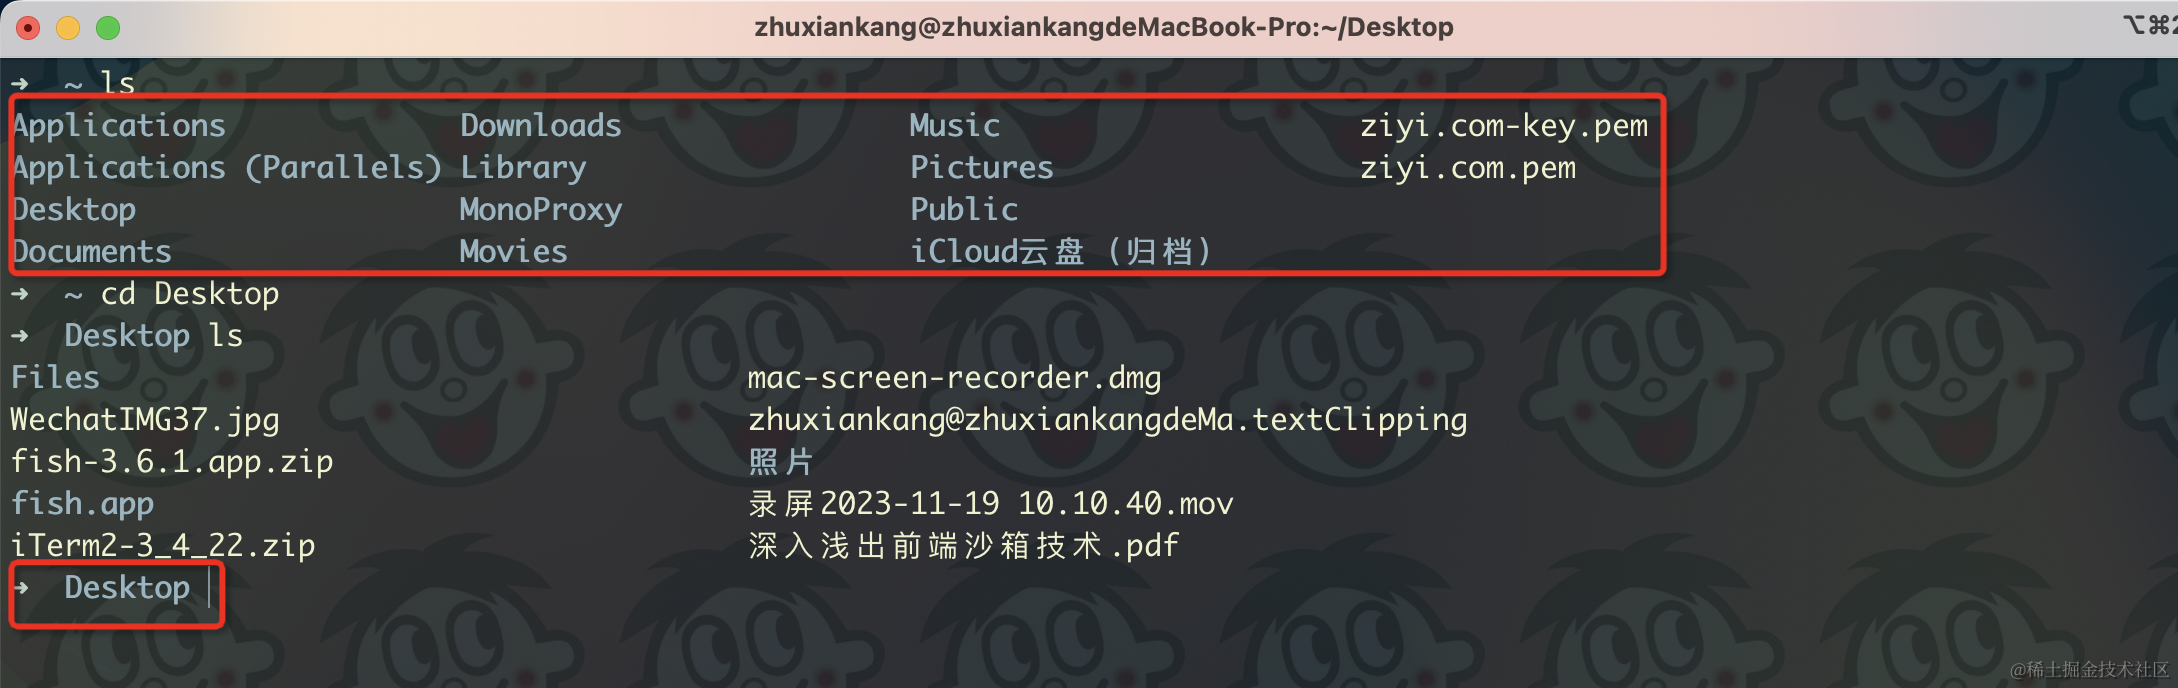 zhuxiankang@zhuxiankangdeMacBook-Pro:~/Desktop ⌥⌘2
➜ ~ ls
Applications Downloads Music ziyi.com-key.pem
Applications (Parallels) Library Pictures ziyi.com.pem
Desktop MonoProxy Public
Documents Movies iCloud云盘（归档）
➜ ~ cd Desktop
➜ Desktop ls
Files mac-screen-recorder.dmg
WechatIMG37.jpg zhuxiankang@zhuxiankangdeMa.textClipping
fish-3.6.1.app.zip 照片
fish.app 录屏2023-11-19 10.10.40.mov
iTerm2-3_4_22.zip 深入浅出前端沙箱技术.pdf
➜ Desktop
@稀土掘金技术社区